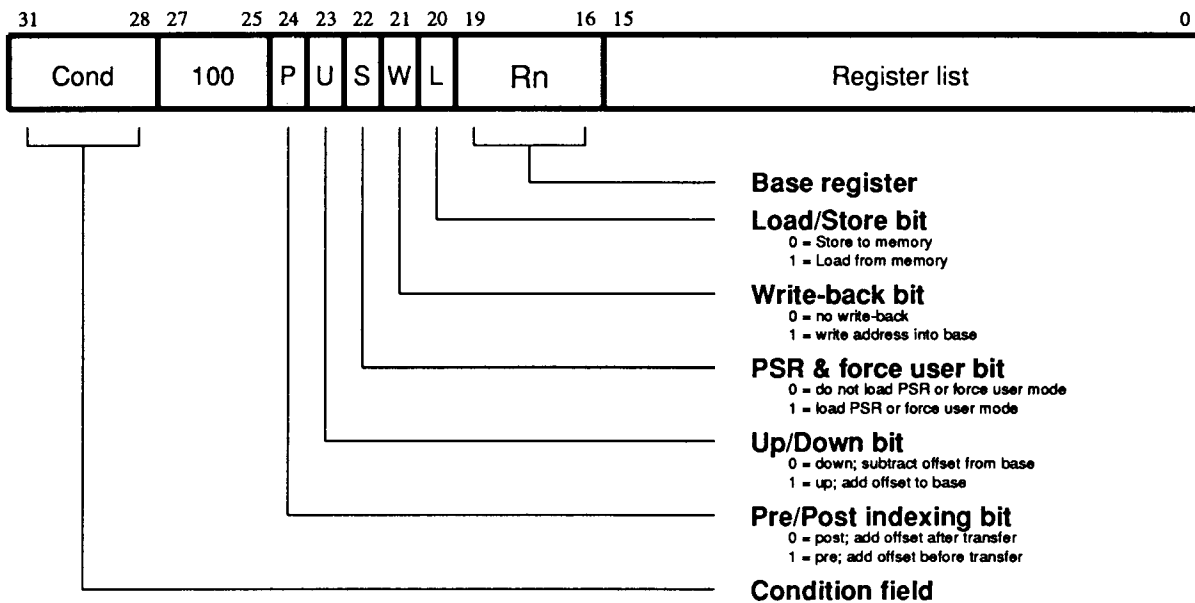 31 28 27 25 24 23 22 21 20 19 16 15 0
Cond 100 P U S W L Rn Register list
Base register
Load/Store bit
0 = Store to memory
1 = Load from memory
Write-back bit
0 = no write-back
1 = write address into base
PSR & force user bit
0 = do not load PSR or force user mode
1 = load PSR or force user mode
Up/Down bit
0 = down; subtract offset from base
1 = up; add offset to base
Pre/Post indexing bit
0 = post; add offset after transfer
1 = pre; add offset before transfer
Condition field